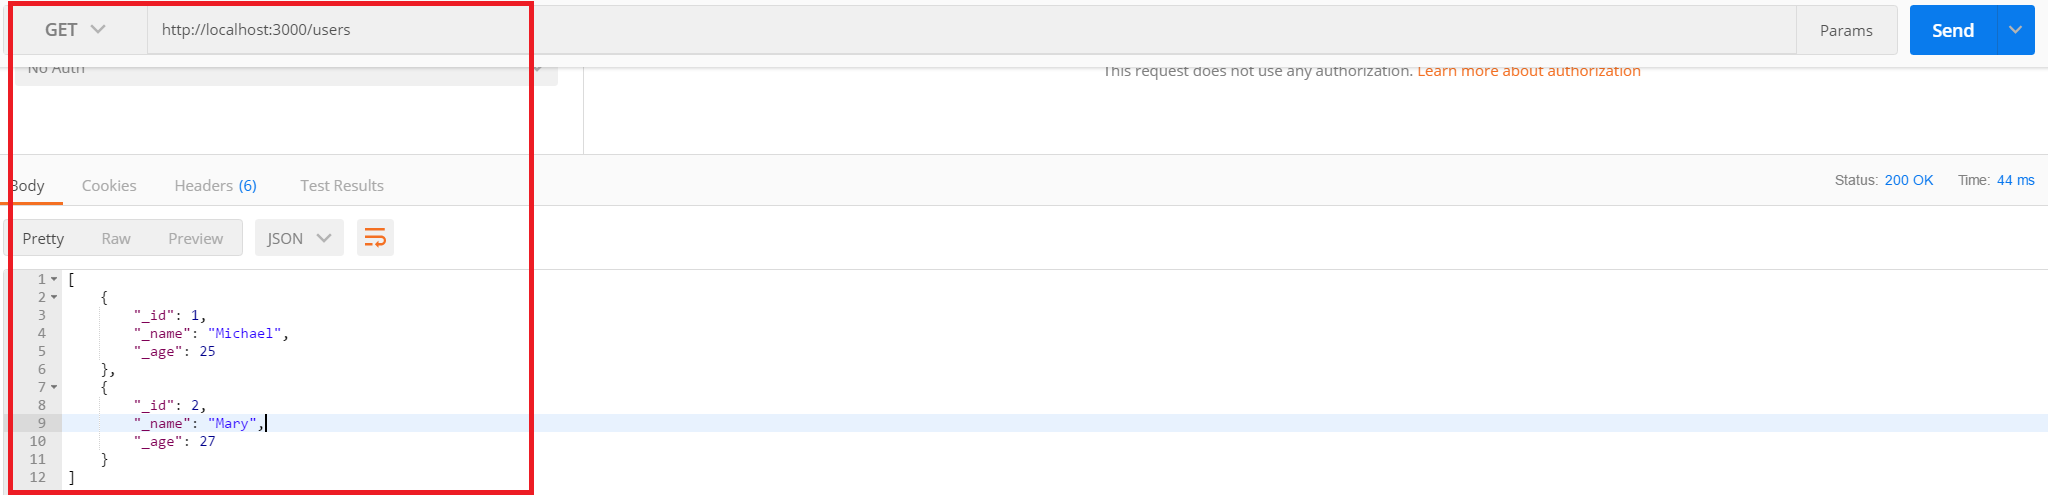 GET http://localhost:3000/users Params Send
No Auth This request does not use any authorization. Learn more about authorization
Body Cookies Headers (6) Test Results Status: 200 OK Time: 44 ms
Pretty Raw Preview JSON
1 [
2 {
3 "_id": 1,
4 "_name": "Michael",
5 "_age": 25
6 },
7 {
8 "_id": 2,
9 "_name": "Mary",
10 "_age": 27
11 }
12 ]